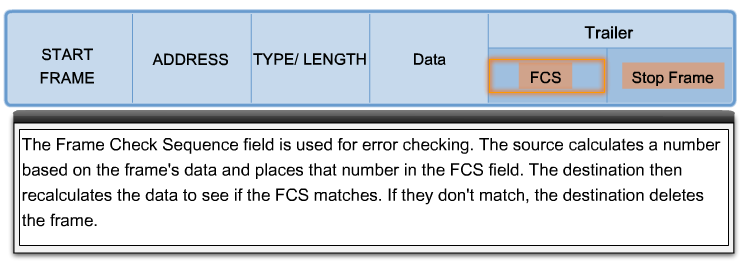 Trailer
START
FRAME
ADDRESS
TYPE/ LENGTH
Data
FCS
Stop Frame
The Frame Check Sequence field is used for error checking. The source calculates a number
based on the frame's data and places that number in the FCS field. The destination then
recalculates the data to see if the FCS matches. If they don't match, the destination deletes
the frame.